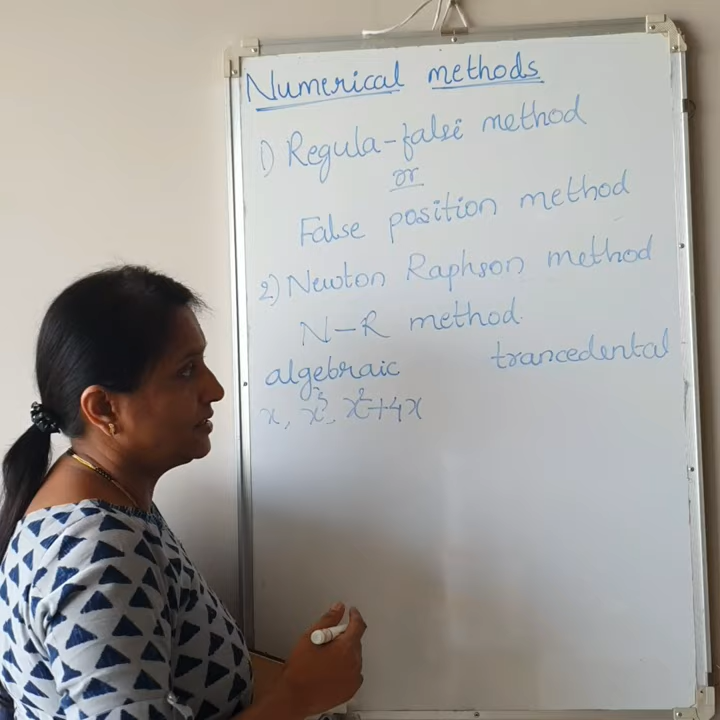 Numerical methods
1) Regula-falsi method
or
False position method
2) Newton Raphson method
N-R method.
algebraic trancedental
x, x³, x²+4x